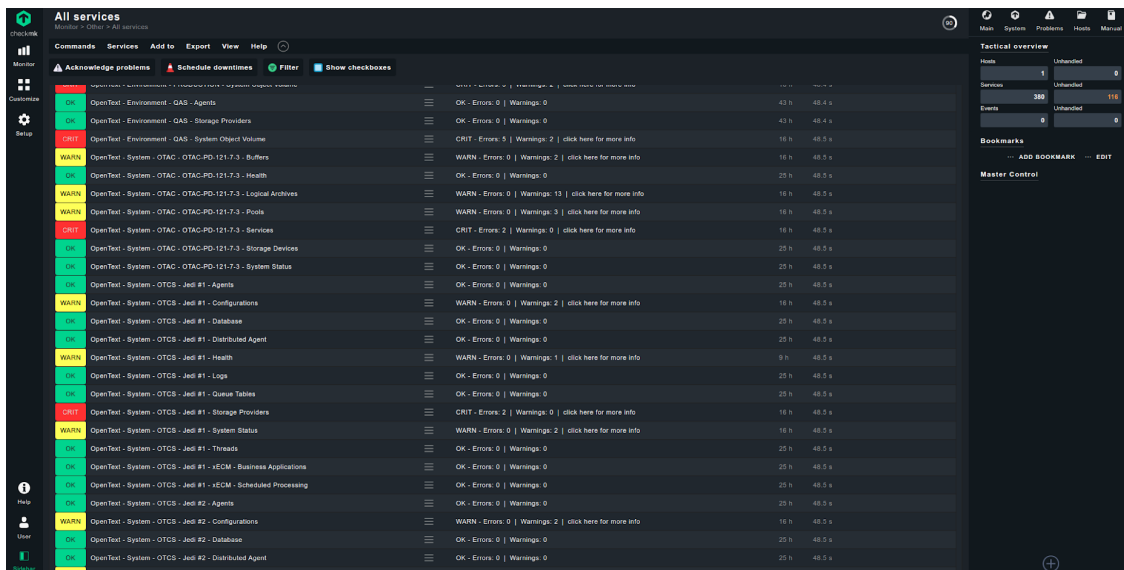 checkmk
Monitor
Customize
Setup
Help
User
Sidebar
All services
Monitor > Other > All services
90
Commands Services Add to Export View Help
Acknowledge problems Schedule downtimes Filter Show checkboxes
OpenText - Environment - PRODUCTION - System Object Volume
OK OpenText - Environment - QAS - Agents OK - Errors: 0 | Warnings: 0 43 h 48.4 s
OK OpenText - Environment - QAS - Storage Providers OK - Errors: 0 | Warnings: 0 43 h 48.4 s
CRIT OpenText - Environment - QAS - System Object Volume CRIT - Errors: 5 | Warnings: 2 | click here for more info 16 h 48.5 s
WARN OpenText - System - OTAC - OTAC-PD-121-7-3 - Buffers WARN - Errors: 0 | Warnings: 2 | click here for more info 16 h 48.5 s
OK OpenText - System - OTAC - OTAC-PD-121-7-3 - Health OK - Errors: 0 | Warnings: 0 25 h 48.5 s
WARN OpenText - System - OTAC - OTAC-PD-121-7-3 - Logical Archives WARN - Errors: 0 | Warnings: 13 | click here for more info 16 h 48.5 s
WARN OpenText - System - OTAC - OTAC-PD-121-7-3 - Pools WARN - Errors: 0 | Warnings: 3 | click here for more info 16 h 48.5 s
CRIT OpenText - System - OTAC - OTAC-PD-121-7-3 - Services CRIT - Errors: 2 | Warnings: 0 | click here for more info 16 h 48.5 s
OK OpenText - System - OTAC - OTAC-PD-121-7-3 - Storage Devices OK - Errors: 0 | Warnings: 0 25 h 48.5 s
OK OpenText - System - OTAC - OTAC-PD-121-7-3 - System Status OK - Errors: 0 | Warnings: 0 25 h 48.5 s
OK OpenText - System - OTCS - Jedi #1 - Agents OK - Errors: 0 | Warnings: 0 25 h 48.5 s
WARN OpenText - System - OTCS - Jedi #1 - Configurations WARN - Errors: 0 | Warnings: 2 | click here for more info 16 h 48.5 s
OK OpenText - System - OTCS - Jedi #1 - Database OK - Errors: 0 | Warnings: 0 25 h 48.5 s
OK OpenText - System - OTCS - Jedi #1 - Distributed Agent OK - Errors: 0 | Warnings: 0 25 h 48.5 s
WARN OpenText - System - OTCS - Jedi #1 - Health WARN - Errors: 0 | Warnings: 1 | click here for more info 9 h 48.5 s
OK OpenText - System - OTCS - Jedi #1 - Logs OK - Errors: 0 | Warnings: 0 25 h 48.5 s
OK OpenText - System - OTCS - Jedi #1 - Queue Tables OK - Errors: 0 | Warnings: 0 25 h 48.5 s
CRIT OpenText - System - OTCS - Jedi #1 - Storage Providers CRIT - Errors: 2 | Warnings: 0 | click here for more info 16 h 48.5 s
WARN OpenText - System - OTCS - Jedi #1 - System Status WARN - Errors: 0 | Warnings: 2 | click here for more info 16 h 48.5 s
OK OpenText - System - OTCS - Jedi #1 - Threads OK - Errors: 0 | Warnings: 0 25 h 48.5 s
OK OpenText - System - OTCS - Jedi #1 - xECM - Business Applications OK - Errors: 0 | Warnings: 0 25 h 48.5 s
OK OpenText - System - OTCS - Jedi #1 - xECM - Scheduled Processing OK - Errors: 0 | Warnings: 0 25 h 48.5 s
OK OpenText - System - OTCS - Jedi #2 - Agents OK - Errors: 0 | Warnings: 0 25 h 48.5 s
WARN OpenText - System - OTCS - Jedi #2 - Configurations WARN - Errors: 0 | Warnings: 2 | click here for more info 16 h 48.5 s
OK OpenText - System - OTCS - Jedi #2 - Database OK - Errors: 0 | Warnings: 0 25 h 48.5 s
OK OpenText - System - OTCS - Jedi #2 - Distributed Agent OK - Errors: 0 | Warnings: 0 25 h 48.5 s
Main System Problems Hosts Manual
Tactical overview
Hosts Unhandled
1 0
Services Unhandled
380 116
Events Unhandled
0 0
Bookmarks
··· ADD BOOKMARK ··· EDIT
Master Control